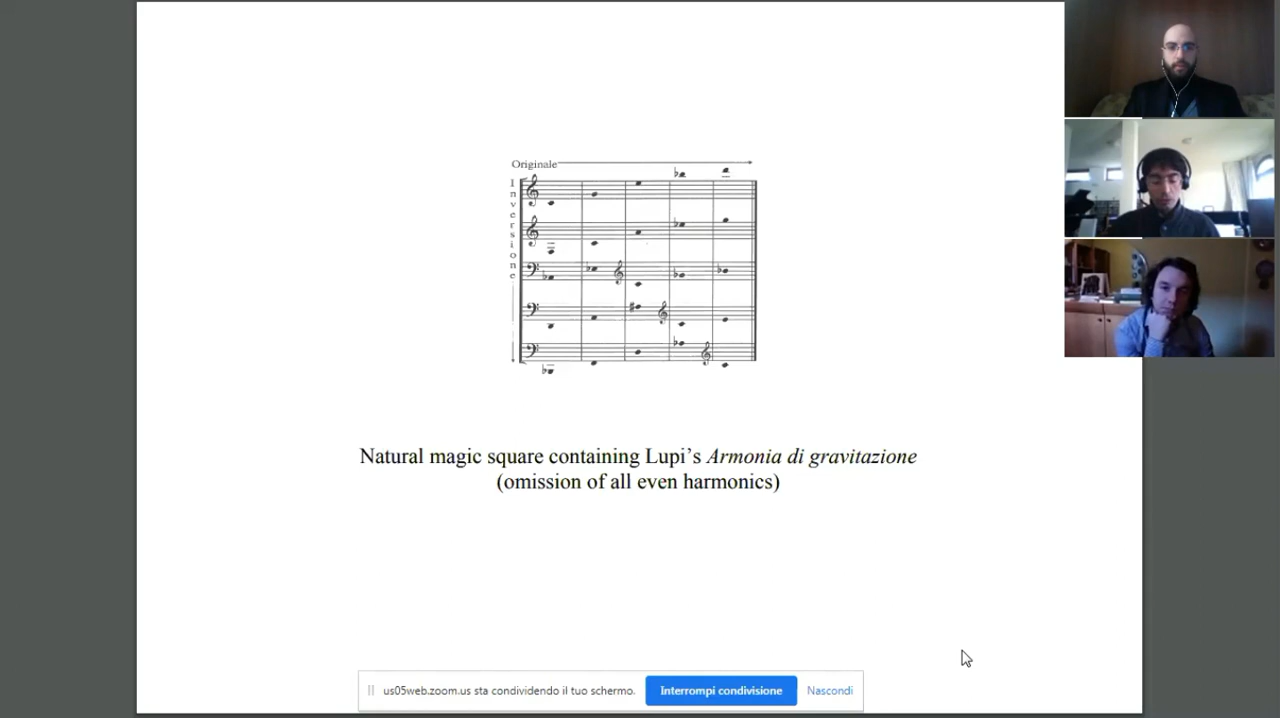 Originale
Inversione
Natural magic square containing Lupi's Armonia di gravitazione
(omission of all even harmonics)
us05web.zoom.us sta condividendo il tuo schermo.
Interrompi condivisione
Nascondi